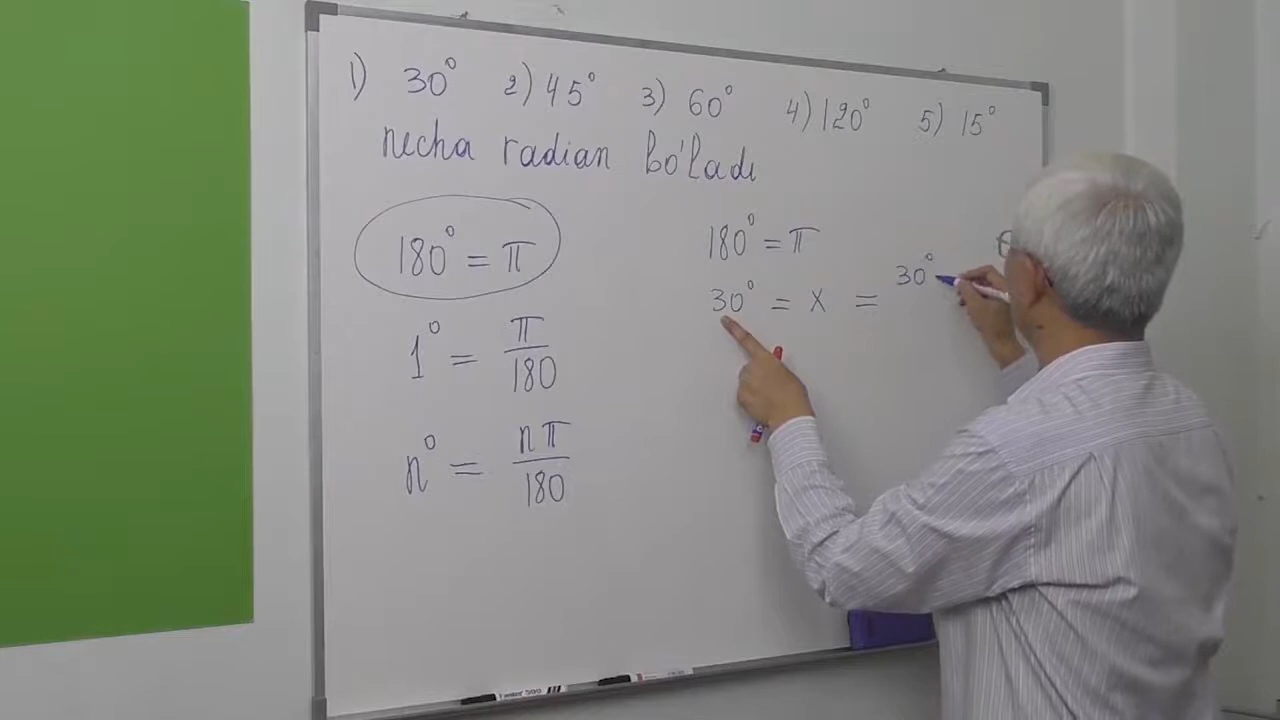 1) 30° 2) 45° 3) 60° 4) 120° 5) 15°
necha radian bo'ladi
180° = π
1° = π/180
n° = nπ/180
180° = π
30° = x = 30°